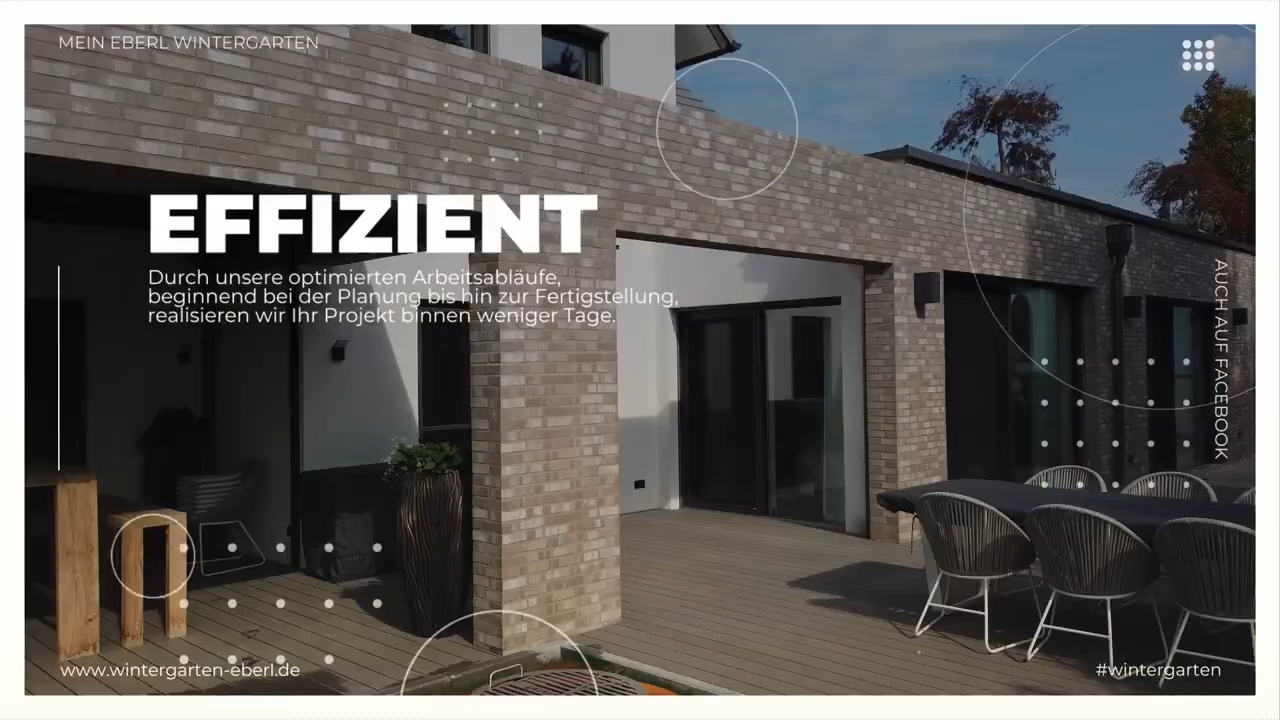 MEIN EBERL WINTERGARTEN
EFFIZIENT
Durch unsere optimierten Arbeitsabläufe,
beginnend bei der Planung bis hin zur Fertigstellung,
realisieren wir Ihr Projekt binnen weniger Tage.
AUCH AUF FACEBOOK
www.wintergarten-eberl.de
#wintergarten